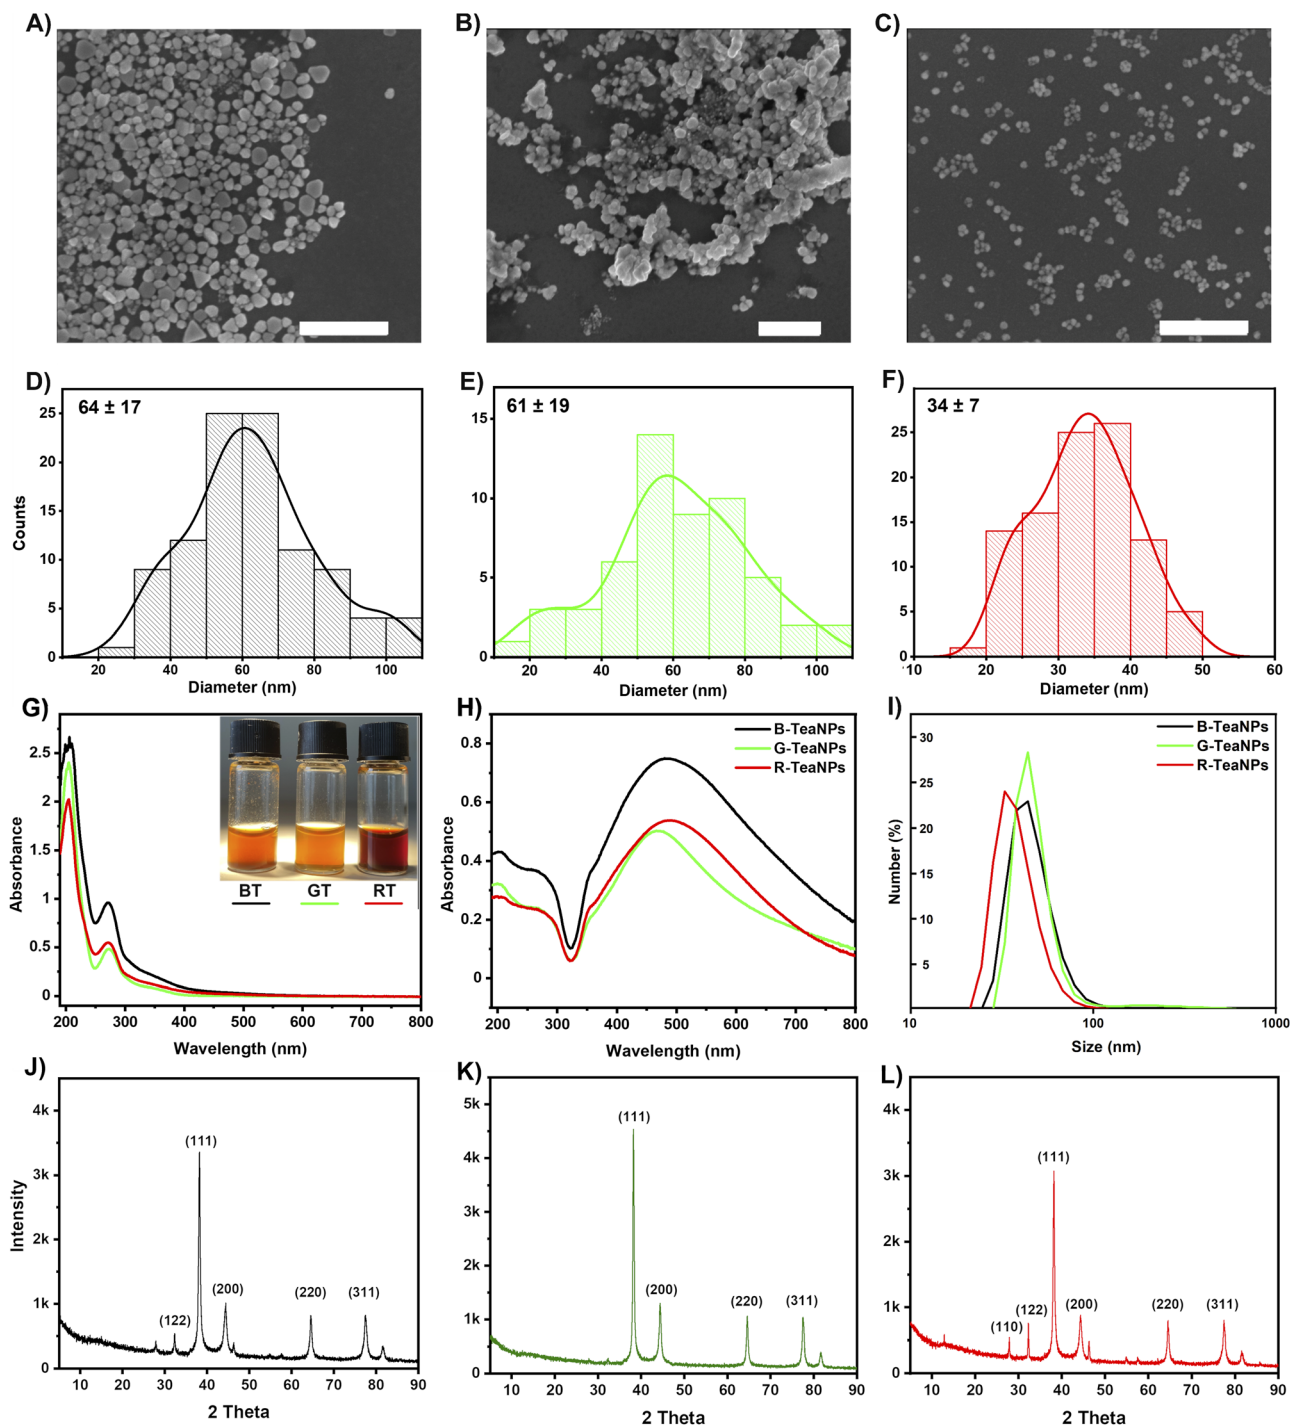 A)
B)
C)
D)
64 ± 17
25
20
15
10
5
0
Counts
20 40 60 80 100
Diameter (nm)
E)
61 ± 19
15
10
5
0
20 40 60 80 100
Diameter (nm)
F)
34 ± 7
25
20
15
10
5
0
10 20 30 40 50 60
Diameter (nm)
G)
2.5
2
1.5
1
0.5
0
Absorbance
BT GT RT
200 300 400 500 600 700 800
Wavelength (nm)
H)
B-TeaNPs
G-TeaNPs
R-TeaNPs
0.8
0.6
0.4
0.2
0
Absorbance
200 300 400 500 600 700 800
Wavelength (nm)
I)
B-TeaNPs
G-TeaNPs
R-TeaNPs
30
25
20
15
10
5
Number (%)
10 100 1000
Size (nm)
J)
4k
3k
2k
1k
0
Intensity
(122)
(111)
(200)
(220)
(311)
10 20 30 40 50 60 70 80 90
2 Theta
K)
5k
4k
3k
2k
1k
0
(111)
(200)
(220)
(311)
10 20 30 40 50 60 70 80 90
2 Theta
L)
4k
3k
2k
1k
0
(110)
(122)
(111)
(200)
(220)
(311)
10 20 30 40 50 60 70 80 90
2 Theta